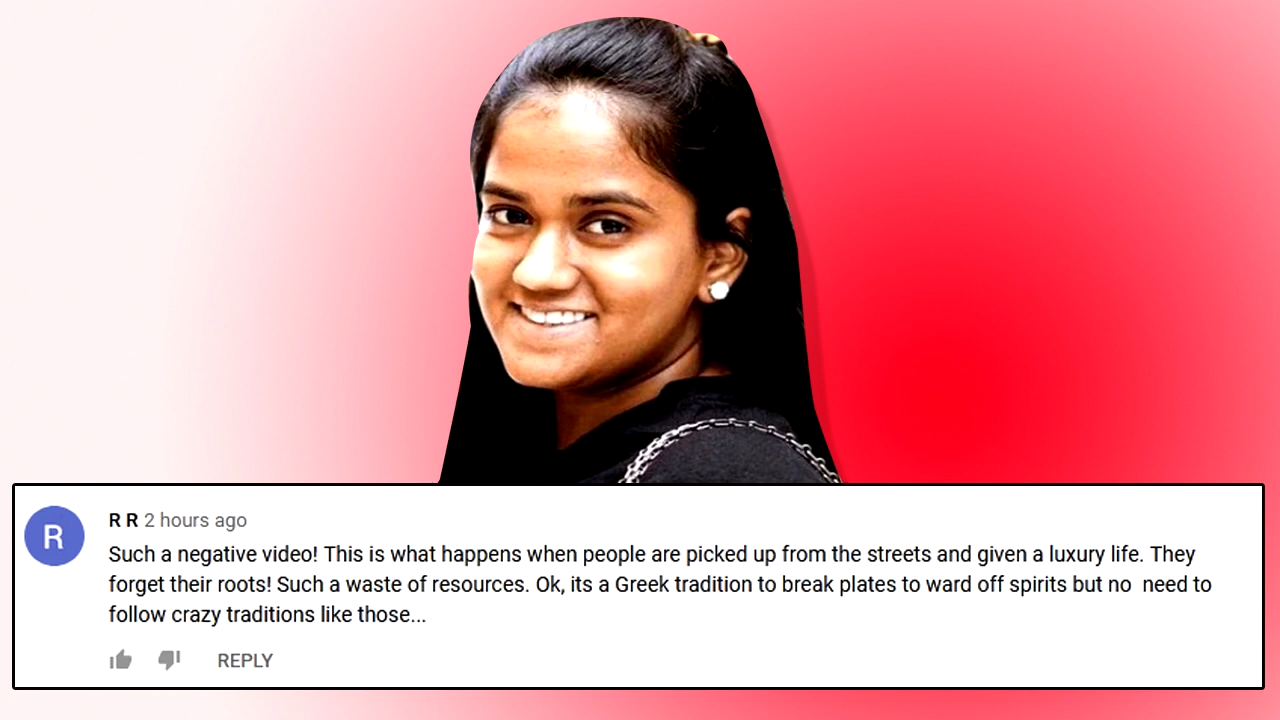 R
R R 2 hours ago
Such a negative video! This is what happens when people are picked up from the streets and given a luxury life. They
forget their roots! Such a waste of resources. Ok, its a Greek tradition to break plates to ward off spirits but no  need to
follow crazy traditions like those...
REPLY